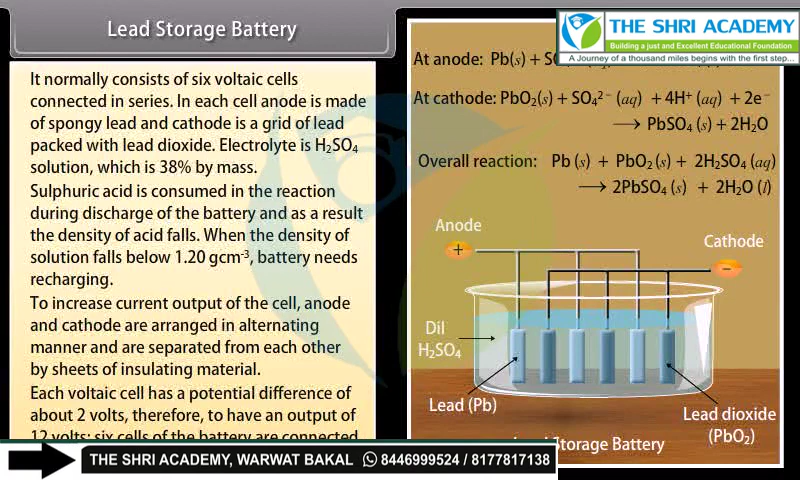 Lead Storage Battery
It normally consists of six voltaic cells
connected in series. In each cell anode is made
of spongy lead and cathode is a grid of lead
packed with lead dioxide. Electrolyte is H₂SO₄
solution, which is 38% by mass.
Sulphuric acid is consumed in the reaction
during discharge of the battery and as a result
the density of acid falls. When the density of
solution falls below 1.20 gcm⁻³, battery needs
recharging.
To increase current output of the cell, anode
and cathode are arranged in alternating
manner and are separated from each other
by sheets of insulating material.
Each voltaic cell has a potential difference of
about 2 volts, therefore, to have an output of
12 volts; six cells of the battery are connected
THE SHRI ACADEMY
Building a just and Excellent Educational Foundation
A Journey of a thousand miles begins with the first step...
At anode: Pb(s) +
At cathode: PbO₂(s) + SO₄²⁻ (aq) + 4H⁺ (aq) + 2e⁻
→ PbSO₄ (s) + 2H₂O
Overall reaction: Pb (s) + PbO₂ (s) + 2H₂SO₄ (aq)
→ 2PbSO₄ (s) + 2H₂O (l)
Anode
+
Cathode
−
Dil
H₂SO₄
Lead (Pb)
Lead dioxide
(PbO₂)
Storage Battery
THE SHRI ACADEMY, WARWAT BAKAL 8446999524 / 8177817138